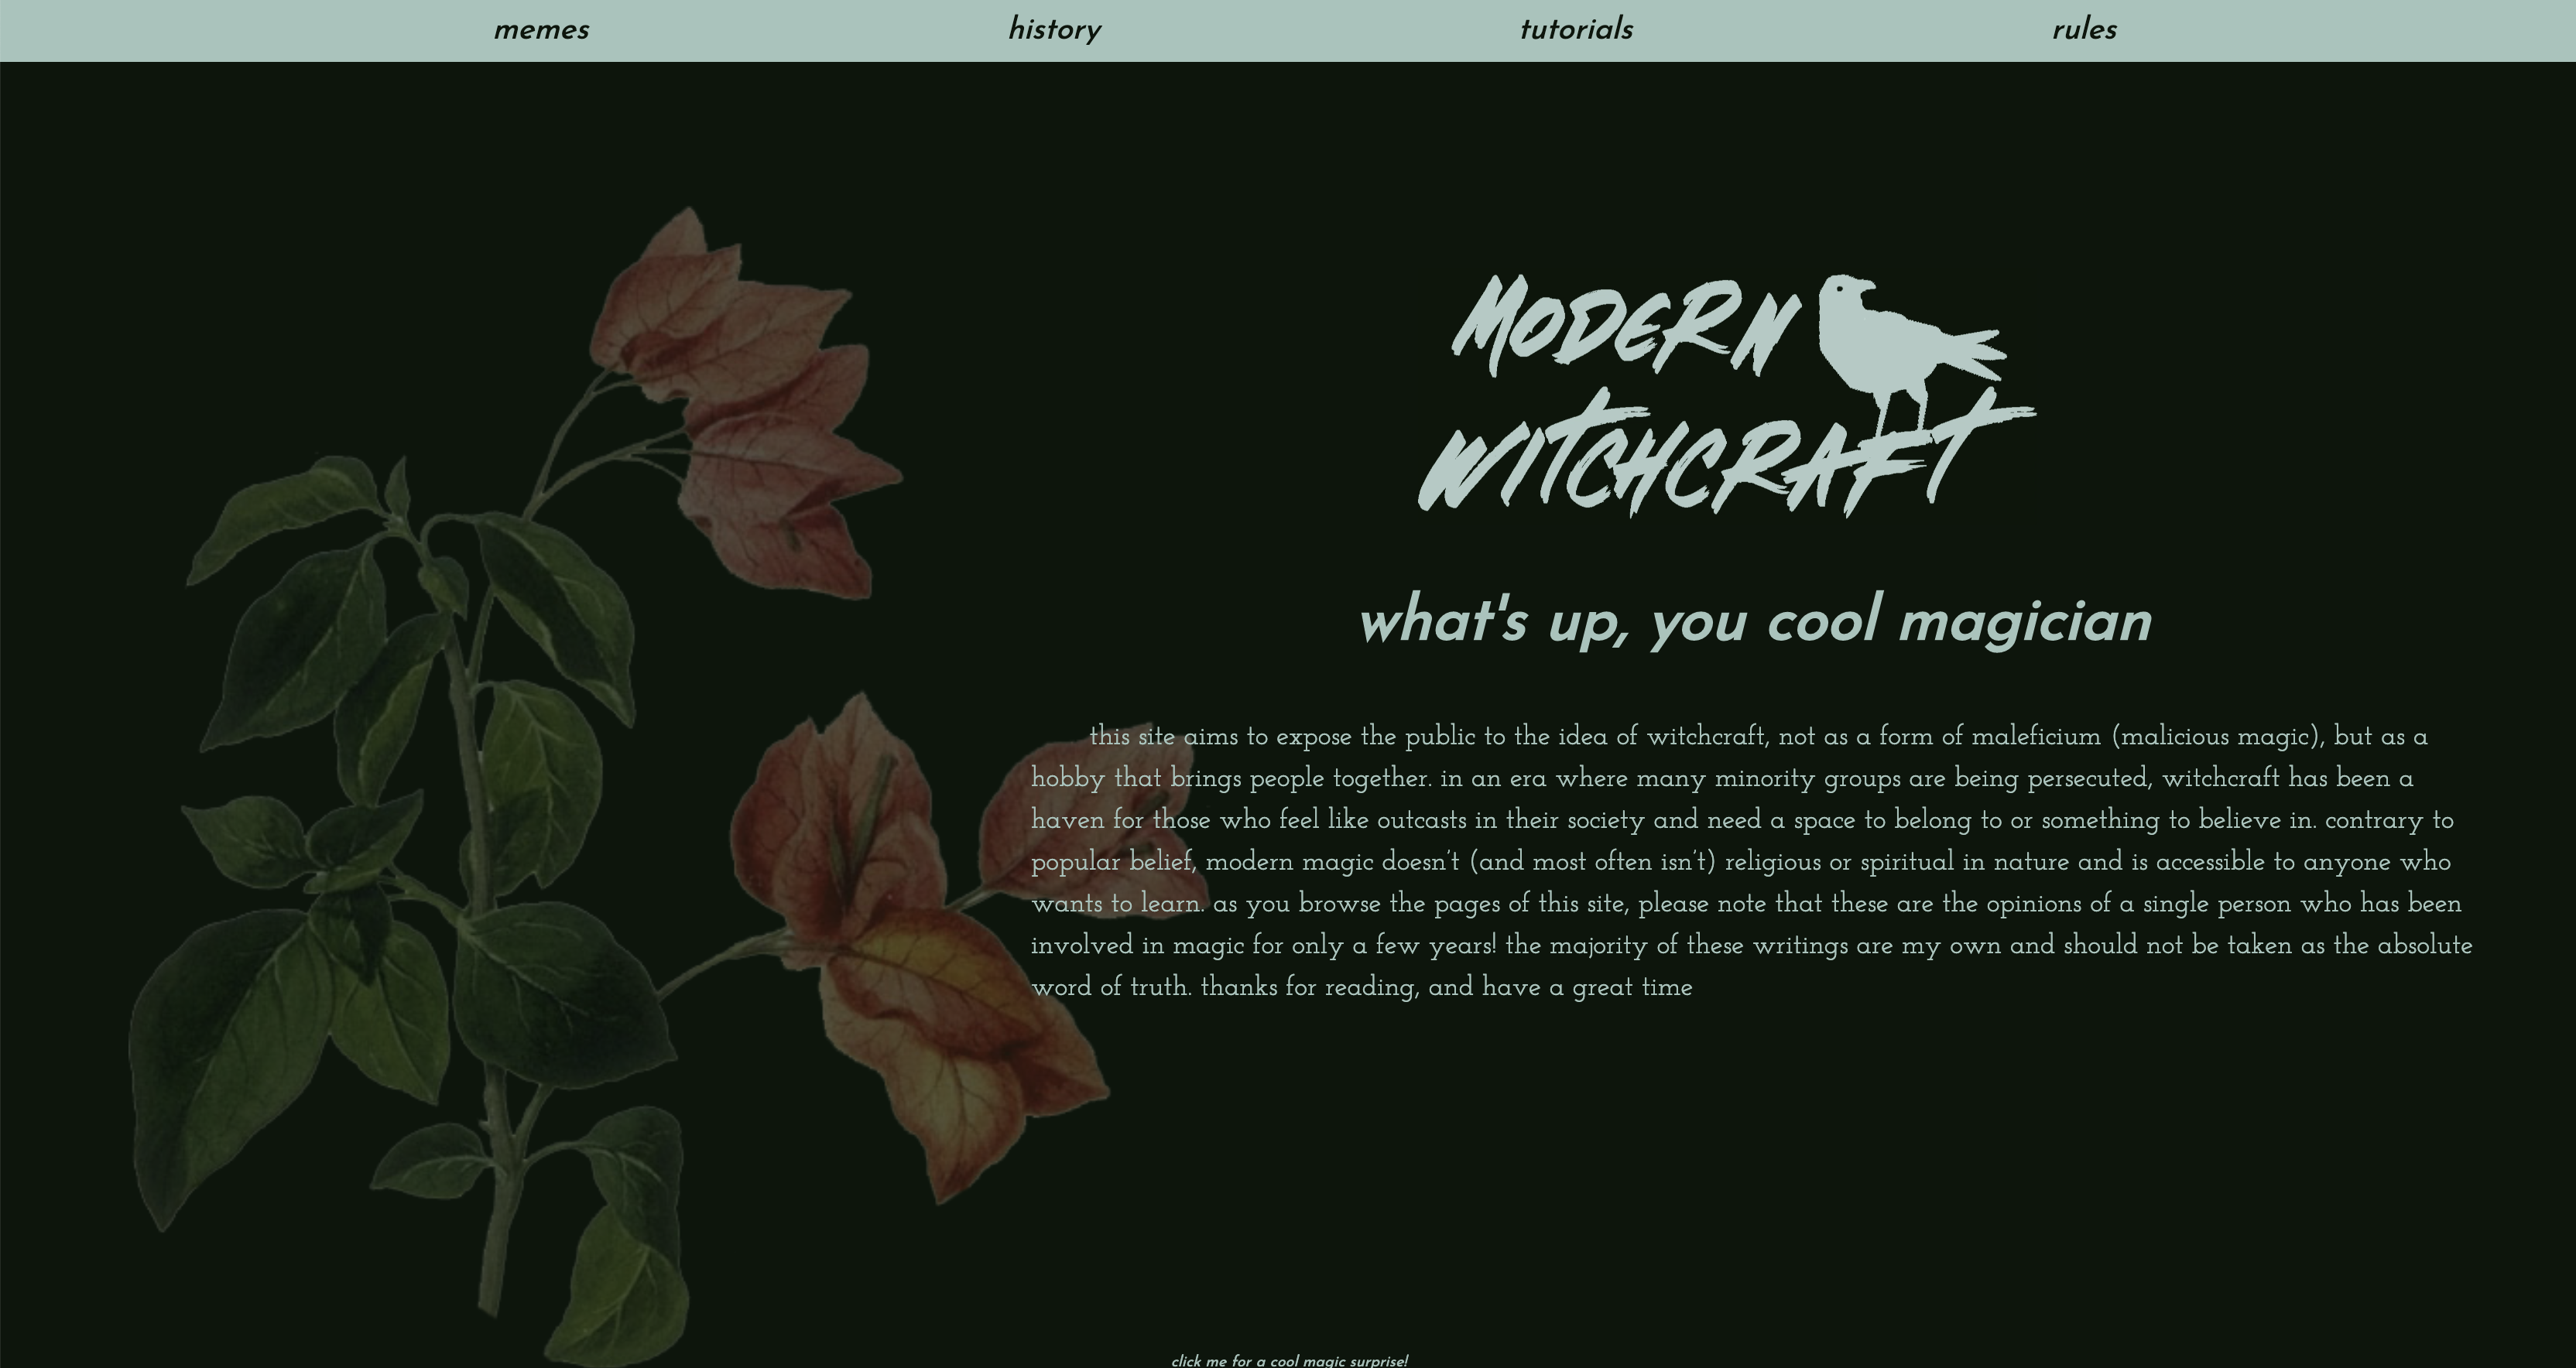 memes history tutorials rules
MODERN
WITCHCRAFT
what's up, you cool magician
this site aims to expose the public to the idea of witchcraft, not as a form of maleficium (malicious magic), but as a
hobby that brings people together. in an era where many minority groups are being persecuted, witchcraft has been a
haven for those who feel like outcasts in their society and need a space to belong to or something to believe in. contrary to
popular belief, modern magic doesn't (and most often isn't) religious or spiritual in nature and is accessible to anyone who
wants to learn. as you browse the pages of this site, please note that these are the opinions of a single person who has been
involved in magic for only a few years! the majority of these writings are my own and should not be taken as the absolute
word of truth. thanks for reading, and have a great time
click me for a cool magic surprise!